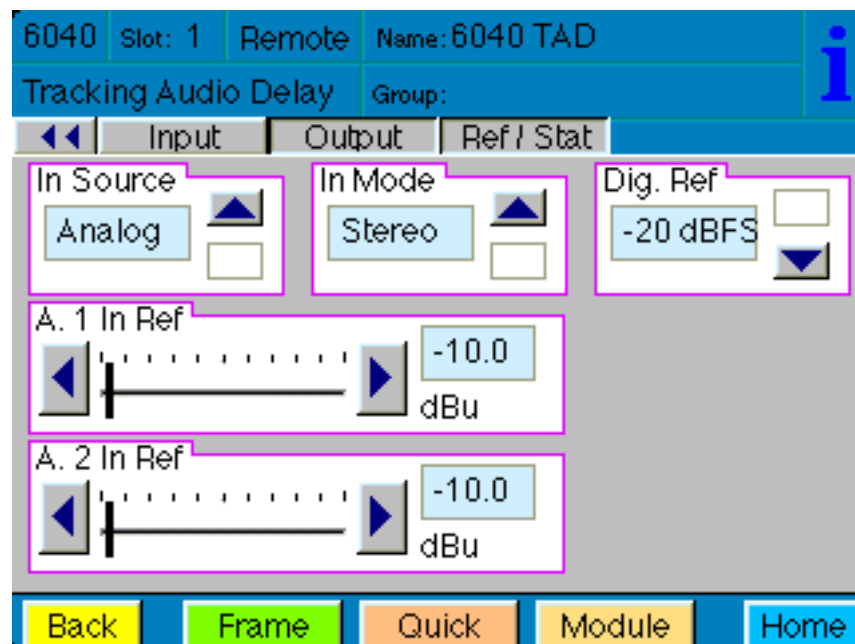 6040 Slot: 1 Remote Name: 6040 TAD
i
Tracking Audio Delay Group:
Input Output Ref / Stat
In Source In Mode Dig. Ref
Analog Stereo -20 dBFS
A. 1 In Ref
-10.0
dBu
A. 2 In Ref
-10.0
dBu
Back Frame Quick Module Home